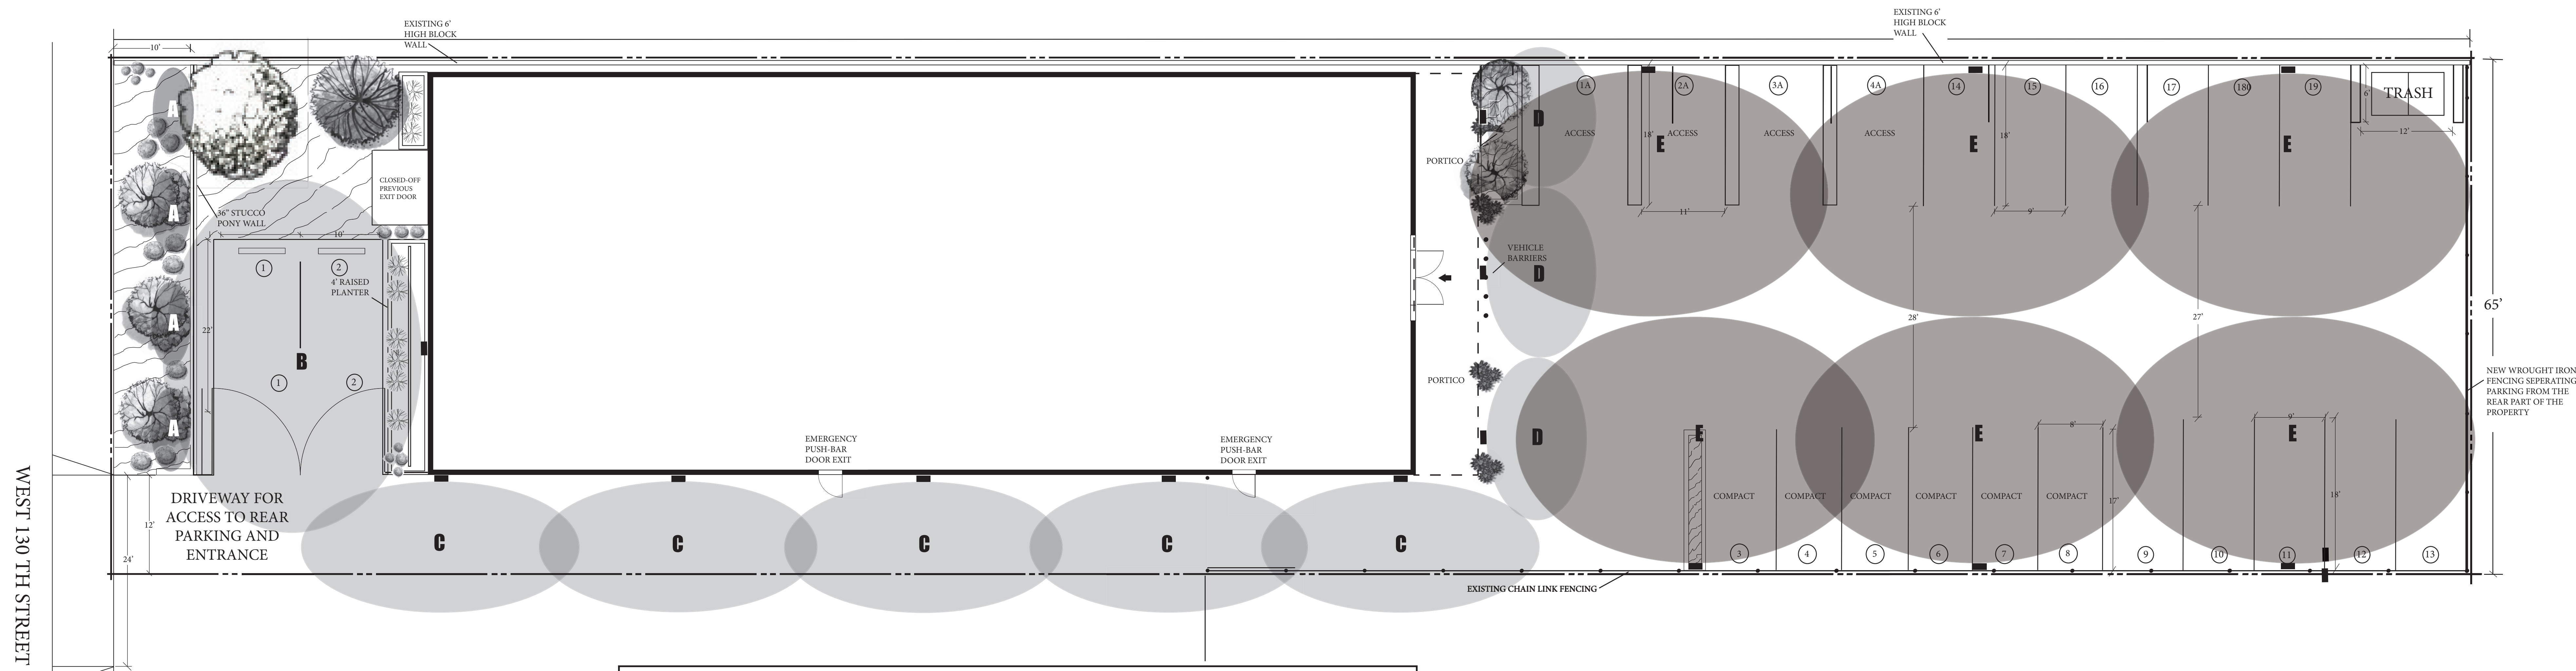 EXISTING 6'
HIGH BLOCK
WALL
EXISTING 6'
HIGH BLOCK
WALL
10'
A
A
A
A
36" STUCCO
PONY WALL
CLOSED-OFF
PREVIOUS
EXIT DOOR
10'
1
2
4' RAISED
PLANTER
22'
B
1
2
WEST 130 TH STREET
DRIVEWAY FOR
ACCESS TO REAR
PARKING AND
ENTRANCE
12'
24'
EMERGENCY
PUSH-BAR
DOOR EXIT
EMERGENCY
PUSH-BAR
DOOR EXIT
C
C
C
C
C
PORTICO
PORTICO
VEHICLE
BARRIERS
D
D
D
1A
2A
3A
4A
14
15
16
17
180
19
TRASH
6'
12'
ACCESS
ACCESS
ACCESS
ACCESS
18'
18'
E
E
E
11'
9'
28'
27'
65'
NEW WROUGHT IRON
FENCING SEPERATING
PARKING FROM THE
REAR PART OF THE
PROPERTY
E
E
E
8'
9'
17'
18'
COMPACT
COMPACT
COMPACT
COMPACT
COMPACT
COMPACT
3
4
5
6
7
8
9
10
11
12
13
EXISTING CHAIN LINK FENCING